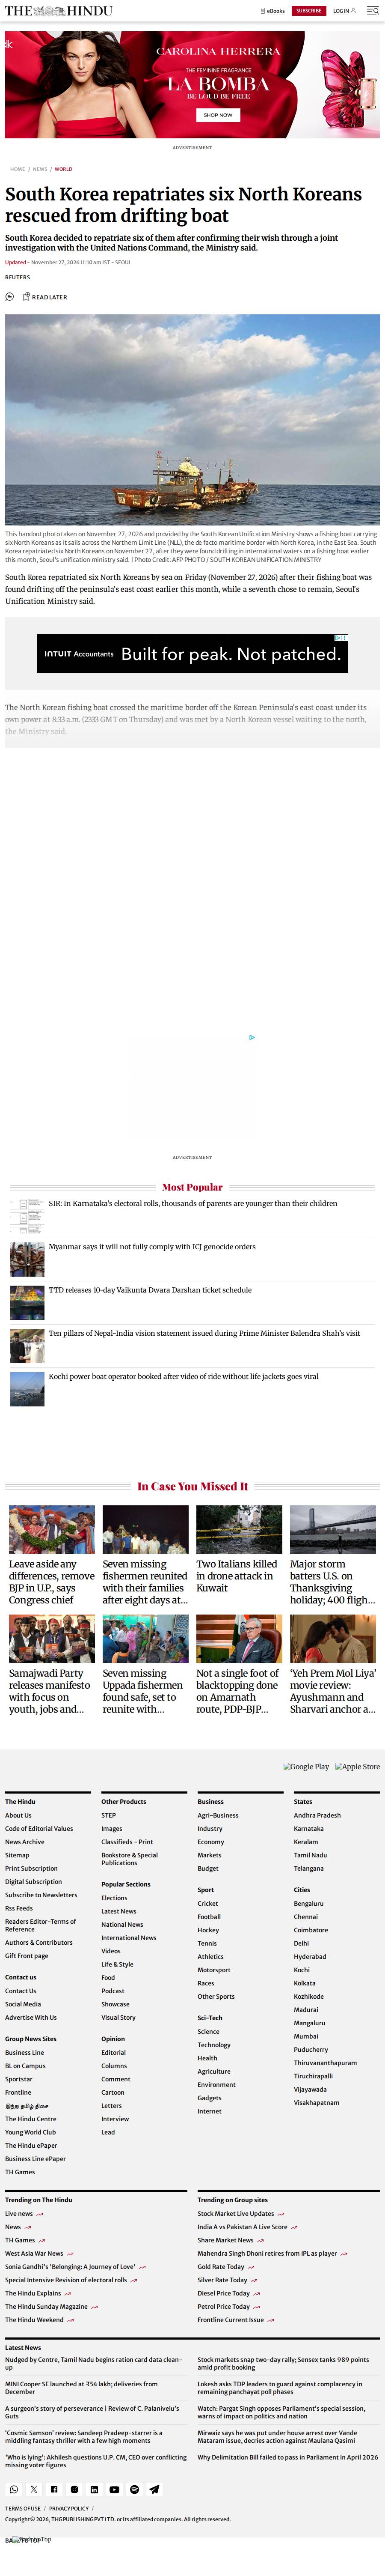 THE HINDU
eBooks
SUBSCRIBE
LOGIN
CAROLINA HERRERA
THE FEMININE FRAGRANCE
LA BOMBA
BE BOLD BE FREE
SHOP NOW
ADVERTISEMENT
HOME / NEWS / WORLD
South Korea repatriates six North Koreans
rescued from drifting boat
South Korea decided to repatriate six of them after confirming their wish through a joint
investigation with the United Nations Command, the Ministry said.
Updated - November 27, 2026 11:10 am IST - SEOUL
REUTERS
READ LATER
This handout photo taken on November 27, 2026 and provided by the South Korean Unification Ministry shows a fishing boat carrying
six North Koreans as it sails across the Northern Limit Line (NLL), the de facto maritime border with North Korea, in the East Sea. South
Korea repatriated six North Koreans on November 27, after they were found drifting in international waters on a fishing boat earlier
this month, Seoul's unification ministry said. | Photo Credit: AFP PHOTO / SOUTH KOREAN UNIFICATION MINISTRY
South Korea repatriated six North Koreans by sea on Friday (November 27, 2026) after their fishing boat was
found drifting off the peninsula's east coast earlier this month, while a seventh chose to remain, Seoul's
Unification Ministry said.
INTUIT Accountants
Built for peak. Not patched.
The North Korean fishing boat crossed the maritime border off the Korean Peninsula's east coast under its
own power at 8:33 a.m. (2333 GMT on Thursday) and was met by a North Korean vessel waiting to the north,
the Ministry said.
ADVERTISEMENT
Most Popular
SIR: In Karnataka's electoral rolls, thousands of parents are younger than their children
Myanmar says it will not fully comply with ICJ genocide orders
TTD releases 10-day Vaikunta Dwara Darshan ticket schedule
Ten pillars of Nepal-India vision statement issued during Prime Minister Balendra Shah's visit
Kochi power boat operator booked after video of ride without life jackets goes viral
In Case You Missed It
Leave aside any
differences, remove
BJP in U.P., says
Congress chief
Seven missing
fishermen reunited
with their families
after eight days at...
Two Italians killed
in drone attack in
Kuwait
Major storm
batters U.S. on
Thanksgiving
holiday; 400 fligh...
Samajwadi Party
releases manifesto
with focus on
youth, jobs and...
Seven missing
Uppada fishermen
found safe, set to
reunite with...
Not a single foot of
blacktopping done
on Amarnath
route, PDP-BJP...
'Yeh Prem Mol Liya'
movie review:
Ayushmann and
Sharvari anchor a...
Google Play
Apple Store
The Hindu
About Us
Code of Editorial Values
News Archive
Sitemap
Print Subscription
Digital Subscription
Subscribe to Newsletters
Rss Feeds
Readers Editor-Terms of
Reference
Authors & Contributors
Gift Front page
Contact us
Contact Us
Social Media
Advertise With Us
Group News Sites
Business Line
BL on Campus
Sportstar
Frontline
இந்து தமிழ் திசை
The Hindu Centre
Young World Club
The Hindu ePaper
Business Line ePaper
TH Games
Other Products
STEP
Images
Classifieds - Print
Bookstore & Special
Publications
Popular Sections
Elections
Latest News
National News
International News
Videos
Life & Style
Food
Podcast
Showcase
Visual Story
Opinion
Editorial
Columns
Comment
Cartoon
Letters
Interview
Lead
Business
Agri-Business
Industry
Economy
Markets
Budget
Sport
Cricket
Football
Hockey
Tennis
Athletics
Motorsport
Races
Other Sports
Sci-Tech
Science
Technology
Health
Agriculture
Environment
Gadgets
Internet
States
Andhra Pradesh
Karnataka
Keralam
Tamil Nadu
Telangana
Cities
Bengaluru
Chennai
Coimbatore
Delhi
Hyderabad
Kochi
Kolkata
Kozhikode
Madurai
Mangaluru
Mumbai
Puducherry
Thiruvananthapuram
Tiruchirapalli
Vijayawada
Visakhapatnam
Trending on The Hindu
Live news
News
TH Games
West Asia War News
Sonia Gandhi's 'Belonging: A Journey of Love'
Special Intensive Revision of electoral rolls
The Hindu Explains
The Hindu Sunday Magazine
The Hindu Weekend
Trending on Group sites
Stock Market Live Updates
India A vs Pakistan A Live Score
Share Market News
Mahendra Singh Dhoni retires from IPL as player
Gold Rate Today
Silver Rate Today
Diesel Price Today
Petrol Price Today
Frontline Current Issue
Latest News
Nudged by Centre, Tamil Nadu begins ration card data clean-
up
Stock markets snap two-day rally; Sensex tanks 989 points
amid profit booking
MINI Cooper SE launched at ₹54 lakh; deliveries from
December
Lokesh asks TDP leaders to guard against complacency in
remaining panchayat poll phases
A surgeon's story of perseverance | Review of C. Palanivelu's
Guts
Watch: Pargat Singh opposes Parliament's special session,
warns of impact on politics and nation
'Cosmic Samson' review: Sandeep Pradeep-starrer is a
middling fantasy thriller with a few high moments
Mirwaiz says he was put under house arrest over Vande
Mataram issue, decries action against Maulana Qasimi
'Who is lying': Akhilesh questions U.P. CM, CEO over conflicting
missing voter figures
Why Delimitation Bill failed to pass in Parliament in April 2026
TERMS OF USE / PRIVACY POLICY /
Copyright© 2026, THG PUBLISHING PVT LTD. or its affiliated companies. All rights reserved.
BACK TO TOP